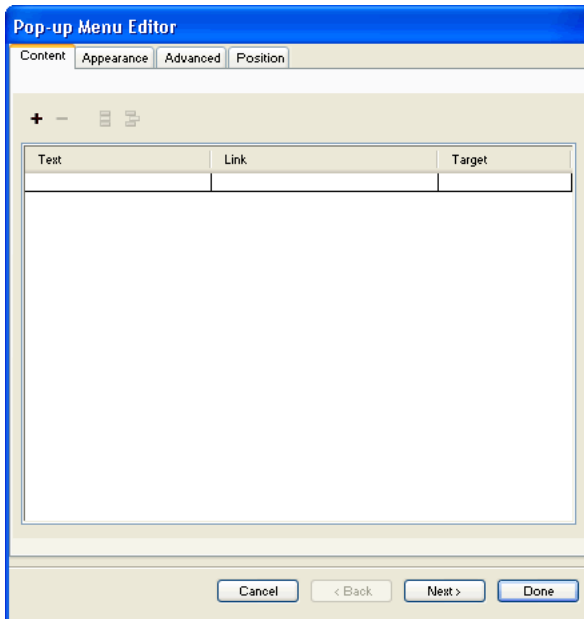 Pop-up Menu Editor
Content Appearance Advanced Position
Text Link Target
Cancel < Back Next > Done